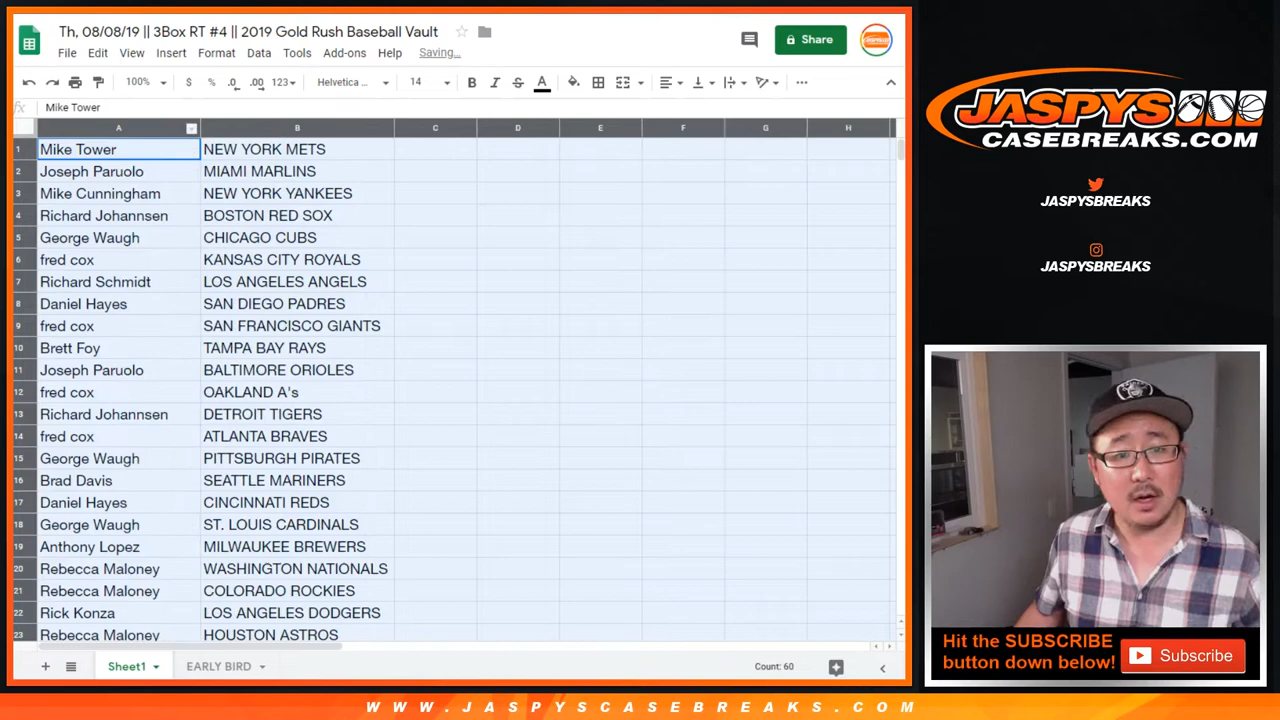 Th, 08/08/19 || 3Box RT #4 || 2019 Gold Rush Baseball Vault
File Edit View Insert Format Data Tools Add-ons Help Saving...
Share
100% $ % .0 .00 123 Helvetica ... 14 B I S A
fx Mike Tower
A B C D E F G H
1 Mike Tower NEW YORK METS
2 Joseph Paruolo MIAMI MARLINS
3 Mike Cunningham NEW YORK YANKEES
4 Richard Johannsen BOSTON RED SOX
5 George Waugh CHICAGO CUBS
6 fred cox KANSAS CITY ROYALS
7 Richard Schmidt LOS ANGELES ANGELS
8 Daniel Hayes SAN DIEGO PADRES
9 fred cox SAN FRANCISCO GIANTS
10 Brett Foy TAMPA BAY RAYS
11 Joseph Paruolo BALTIMORE ORIOLES
12 fred cox OAKLAND A's
13 Richard Johannsen DETROIT TIGERS
14 fred cox ATLANTA BRAVES
15 George Waugh PITTSBURGH PIRATES
16 Brad Davis SEATTLE MARINERS
17 Daniel Hayes CINCINNATI REDS
18 George Waugh ST. LOUIS CARDINALS
19 Anthony Lopez MILWAUKEE BREWERS
20 Rebecca Maloney WASHINGTON NATIONALS
21 Rebecca Maloney COLORADO ROCKIES
22 Rick Konza LOS ANGELES DODGERS
23 Rebecca Maloney HOUSTON ASTROS
Sheet1 EARLY BIRD Count: 60
JASPYS
CASEBREAKS.COM
JASPYSBREAKS
JASPYSBREAKS
Hit the SUBSCRIBE
button down below!
Subscribe
WWW.JASPYSCASEBREAKS.COM